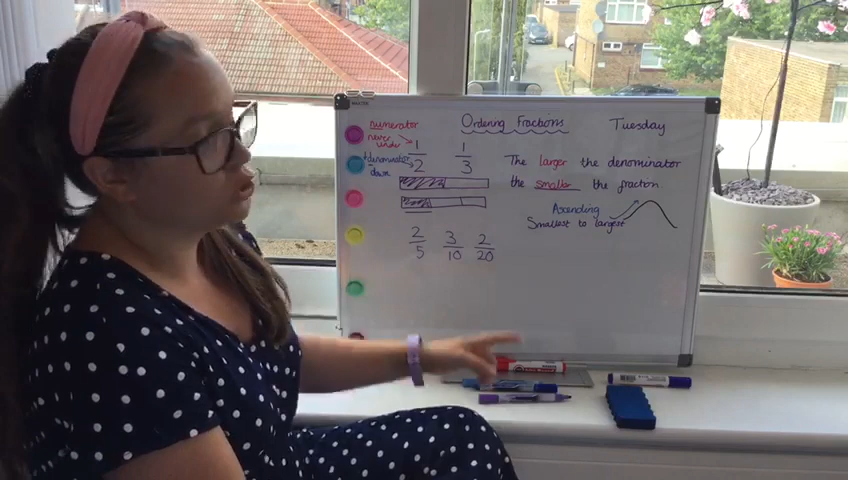 Ordering Fractions
Tuesday
numerator
never
under
1/2 1/3
denominator
down
The larger the denominator
the smaller the fraction
Ascending
Smallest to largest
2/5 3/10 2/20